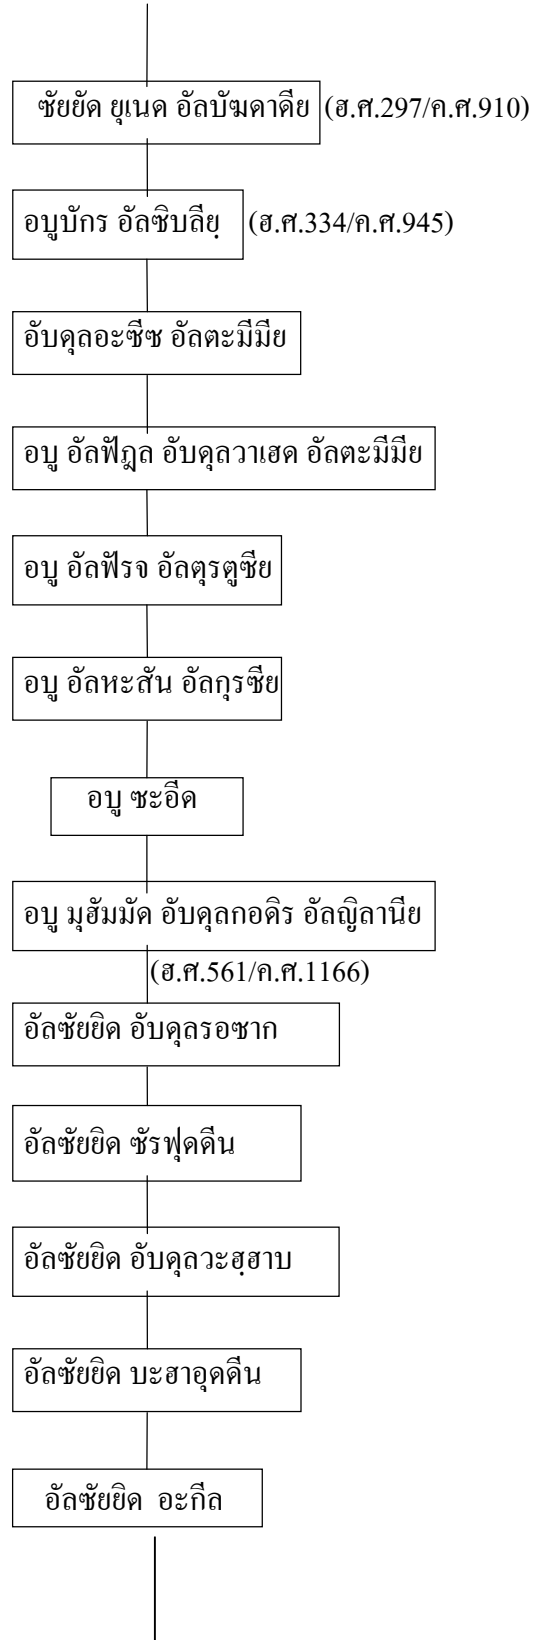 ซัยยัด ยุเนด อัลบัฆดาดีย (ฮ.ศ.297/ค.ศ.910)
อบูบักร อัลซิบลียฺ (ฮ.ศ.334/ค.ศ.945)
อับดุลอะซีซ อัลตะมีมีย
อบู อัลฟัฎล อับดุลวาเฮด อัลตะมีมีย
อบู อัลฟัรจ อัลตุรตูซีย
อบู อัลหะสัน อัลกุรซีย
อบู ซะอีด
อบู มุฮัมมัด อับดุลกอดิร อัลญิลานีย
(ฮ.ศ.561/ค.ศ.1166)
อัลซัยยิด อับดุลรอซาก
อัลซัยยิด ซัรฟุดดีน
อัลซัยยิด อับดุลวะฮฺฮาบ
อัลซัยยิด บะฮาอุดดีน
อัลซัยยิด อะกีล